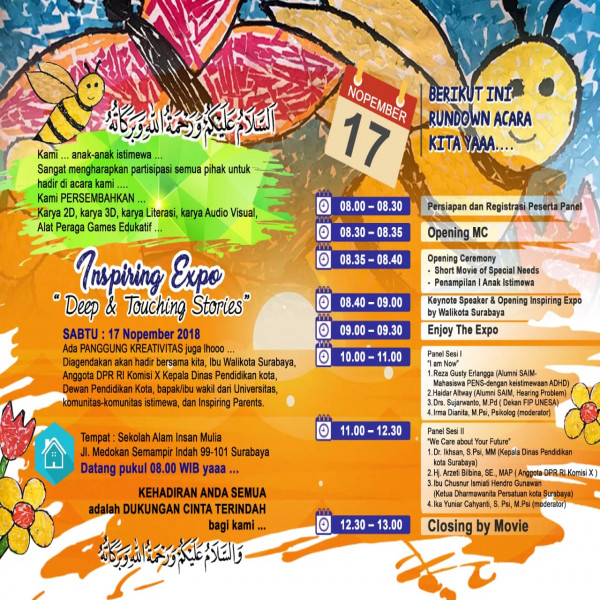 السَّلَامُ عَلَيْكُمْ وَرَحْمَةُ اللهِ وَبَرَكَاتُهُ
Kami ... anak-anak istimewa ...
Sangat mengharapkan partisipasi semua pihak untuk
hadir di acara kami ....
Kami PERSEMBAHKAN ...
Karya 2D, karya 3D, karya Literasi, karya Audio Visual,
Alat Peraga Games Edukatif ...
Inspiring Expo
“ Deep & Touching Stories”
SABTU : 17 Nopember 2018
Ada PANGGUNG KREATIVITAS juga lhooo ...
Diagendakan akan hadir bersama kita, Ibu Walikota Surabaya,
Anggota DPR RI Komisi X Kepala Dinas Pendidikan kota,
Dewan Pendidikan Kota, bapak/ibu wakil dari Universitas,
komunitas-komunitas istimewa, dan Inspiring Parents.
Tempat : Sekolah Alam Insan Mulia
Jl. Medokan Semampir Indah 99-101 Surabaya
Datang pukul 08.00 WIB yaaa ...
KEHADIRAN ANDA SEMUA
adalah DUKUNGAN CINTA TERINDAH
bagi kami ...
وَالسَّلَامُ عَلَيْكُمْ وَرَحْمَةُ اللهِ وَبَرَكَاتُهُ
NOPEMBER
17
BERIKUT INI
RUNDOWN ACARA
KITA YAAA....
08.00 – 08.30 Persiapan dan Registrasi Peserta Panel
08.30 – 08.35 Opening MC
08.35 – 08.40 Opening Ceremony
- Short Movie of Special Needs
- Penampilan I Anak Istimewa
08.40 – 09.00 Keynote Speaker & Opening Inspiring Expo
by Walikota Surabaya
09.00 – 09.30 Enjoy The Expo
10.00 – 11.00 Panel Sesi I
"I am Now"
1.Reza Gusty Erlangga (Alumni SAIM-
Mahasiswa PENS-dengan keistimewaan ADHD)
2.Haidar Altway (Alumni SAIM, Hearing Problem)
3.Drs. Sujarwanto, M.Pd ( Dekan FIP UNESA)
4.Irma Dianita, M.Psi, Psikolog (moderator)
11.00 – 12.30 Panel Sesi II
"We Care about Your Future"
1.Dr. Ikhsan, S.Psi, MM (Kepala Dinas Pendidikan
kota Surabaya)
2.Hj. Arzeti Bibina, SE., MAP ( Anggota DPR RI Komisi X )
3.Ibu Chusnur Ismiati Hendro Gunawan
(Ketua Dharmawanita Persatuan kota Surabaya)
4.Ika Yuniar Cahyanti, S. Psi, M.Psi (moderator)
12.30 – 13.00 Closing by Movie